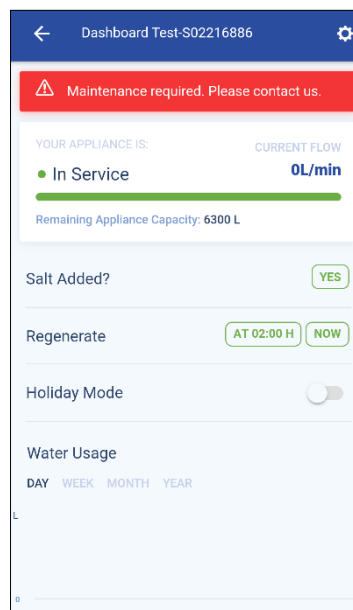 Dashboard Test-S02216886
Maintenance required. Please contact us.
YOUR APPLIANCE IS:
CURRENT FLOW
In Service
0L/min
Remaining Appliance Capacity: 6300 L
Salt Added?
YES
Regenerate
AT 02:00 H
NOW
Holiday Mode
Water Usage
DAY WEEK MONTH YEAR
L
0